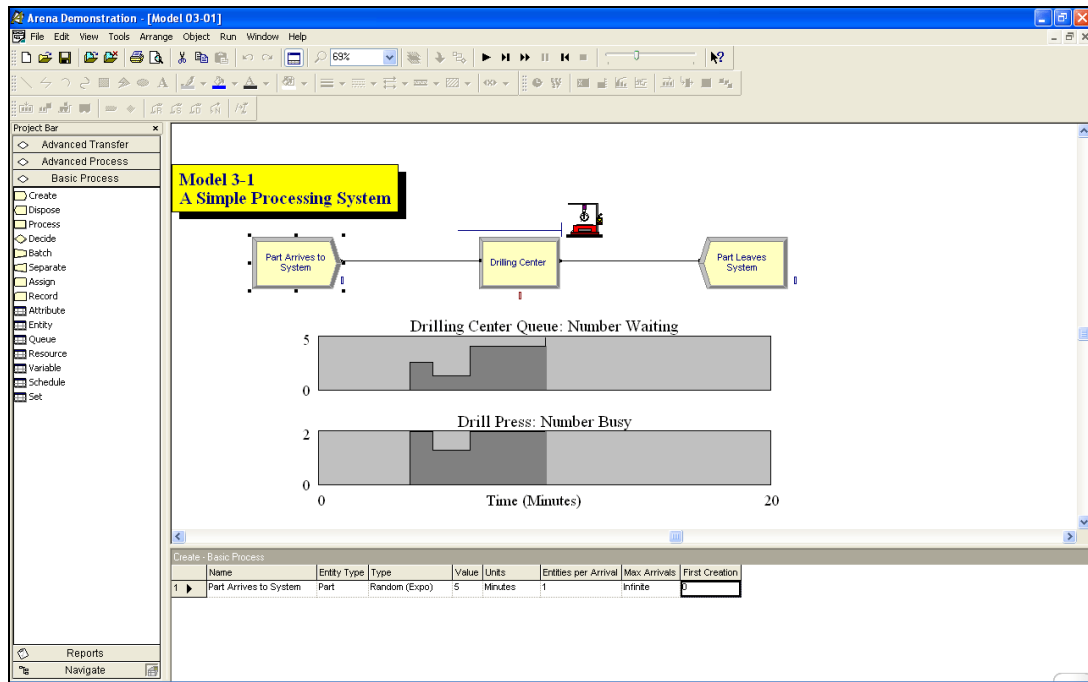 Arena Demonstration - [Model 03-01]
File Edit View Tools Arrange Object Run Window Help
69%
Project Bar
Advanced Transfer
Advanced Process
Basic Process
Create
Dispose
Process
Decide
Batch
Separate
Assign
Record
Attribute
Entity
Queue
Resource
Variable
Schedule
Set
Reports
Navigate
Model 3-1
A Simple Processing System
Part Arrives to
System
Drilling Center
Part Leaves
System
Drilling Center Queue: Number Waiting
5
0
Drill Press: Number Busy
2
0
0 Time (Minutes) 20
Create - Basic Process
Name Entity Type Type Value Units Entities per Arrival Max Arrivals First Creation
1 Part Arrives to System Part Random (Expo) 5 Minutes 1 Infinite 0